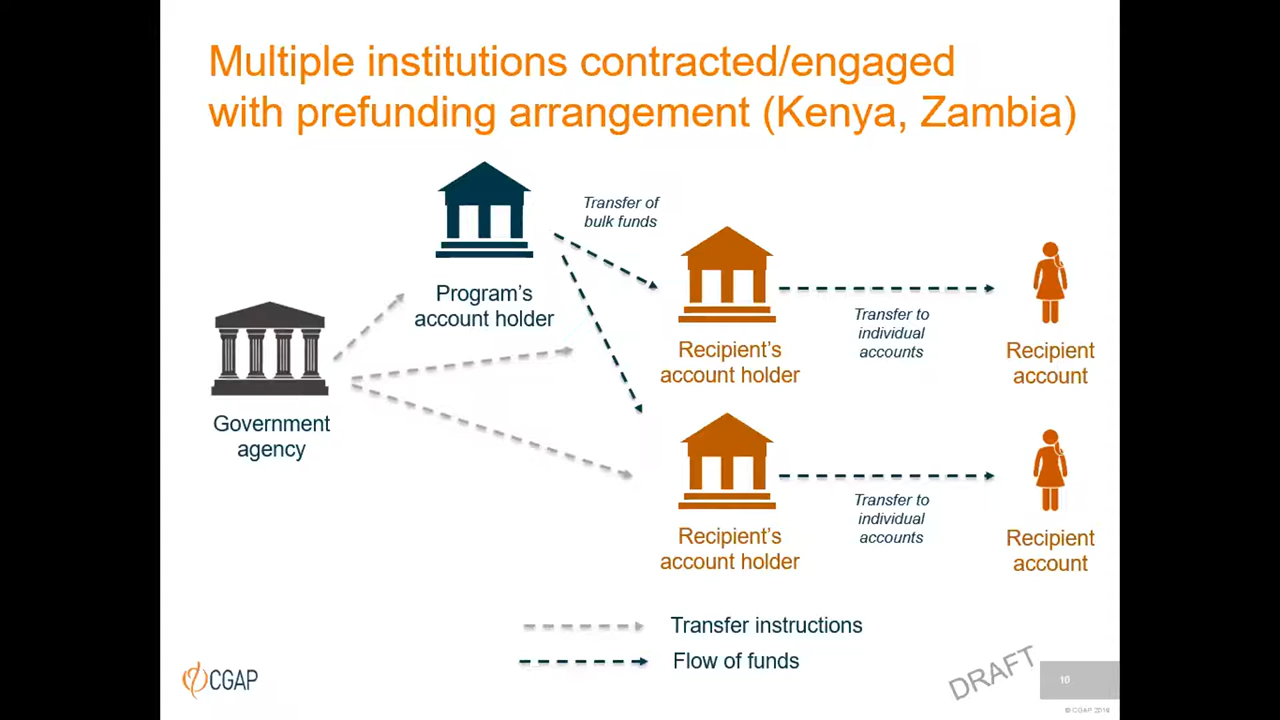 Multiple institutions contracted/engaged
with prefunding arrangement (Kenya, Zambia)
Transfer of
bulk funds
Program's
account holder
Government
agency
Recipient's
account holder
Transfer to
individual
accounts
Recipient
account
Recipient's
account holder
Transfer to
individual
accounts
Recipient
account
Transfer instructions
Flow of funds
CGAP
DRAFT
10
© CGAP 2018